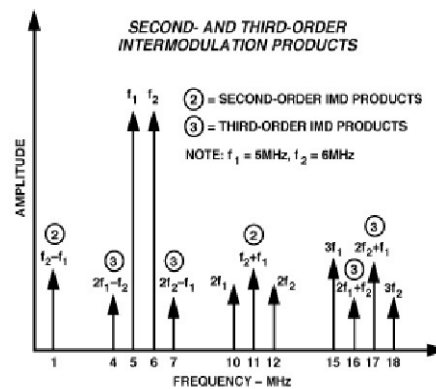 SECOND- AND THIRD-ORDER
INTERMODULATION PRODUCTS
f1 f2
2 = SECOND-ORDER IMD PRODUCTS
3 = THIRD-ORDER IMD PRODUCTS
NOTE: f1 = 5MHz, f2 = 6MHz
AMPLITUDE
2
f2–f1
3
2f1–f2
3
2f2–f1
2f1
2
f2+f1
2f2
3f1
3
2f1+f2
3
2f2+f1
3f2
1 4 5 6 7 10 11 12 15 16 17 18
FREQUENCY – MHz